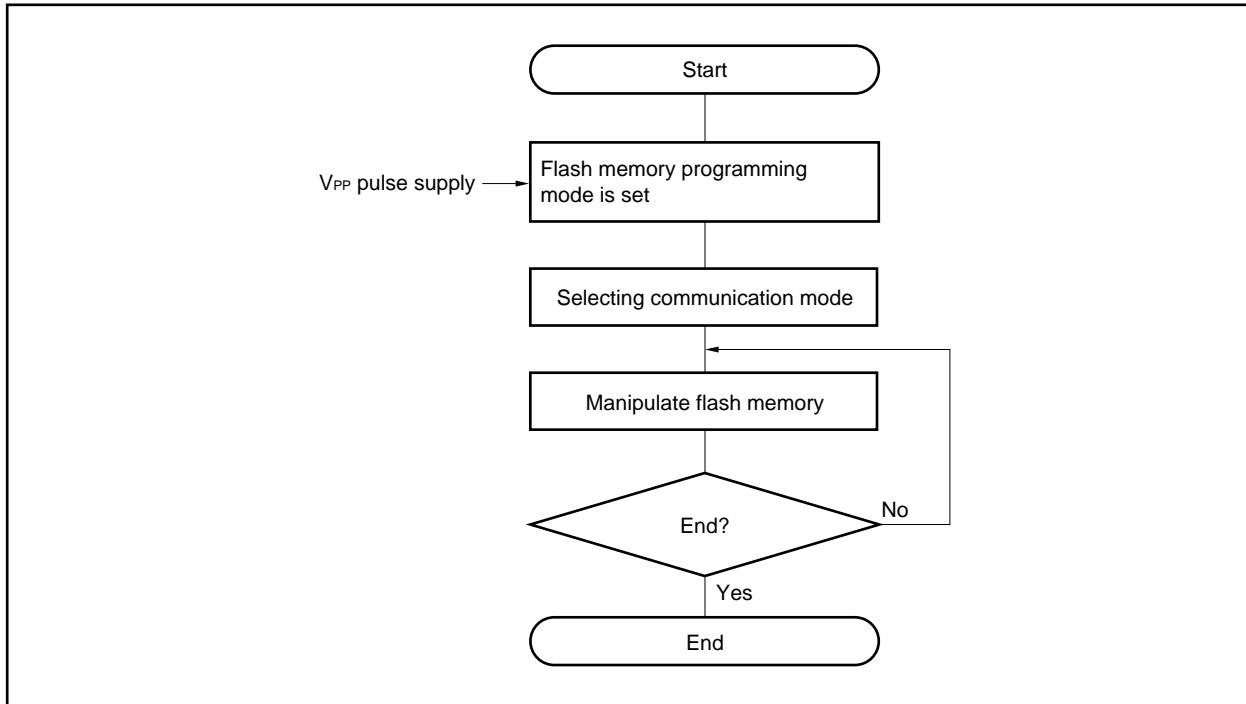 Start
Flash memory programming
mode is set
VPP pulse supply
Selecting communication mode
Manipulate flash memory
End?
No
Yes
End